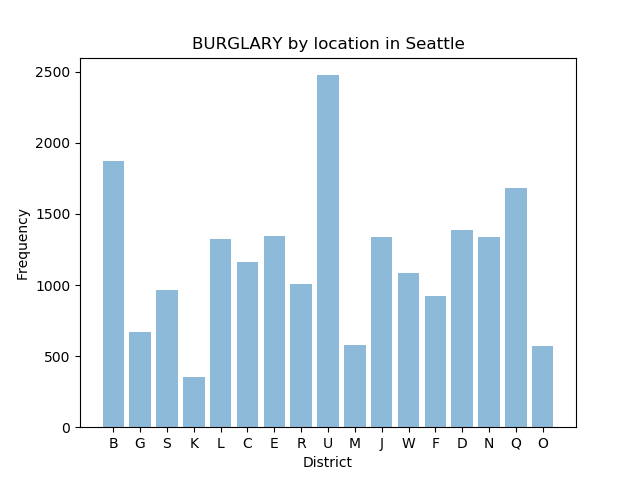 BURGLARY by location in Seattle
Frequency
2500
2000
1500
1000
500
0
B G S K L C E R U M J W F D N Q O
District